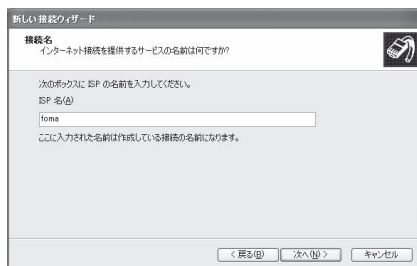 新しい接続ウィザード
接続名
インターネット接続を提供するサービスの名前は何ですか?
次のボックスに ISP の名前を入力してください。
ISP 名(A)
foma
ここに入力された名前は作成している接続の名前になります。
< 戻る(B)
次へ(N) >
キャンセル